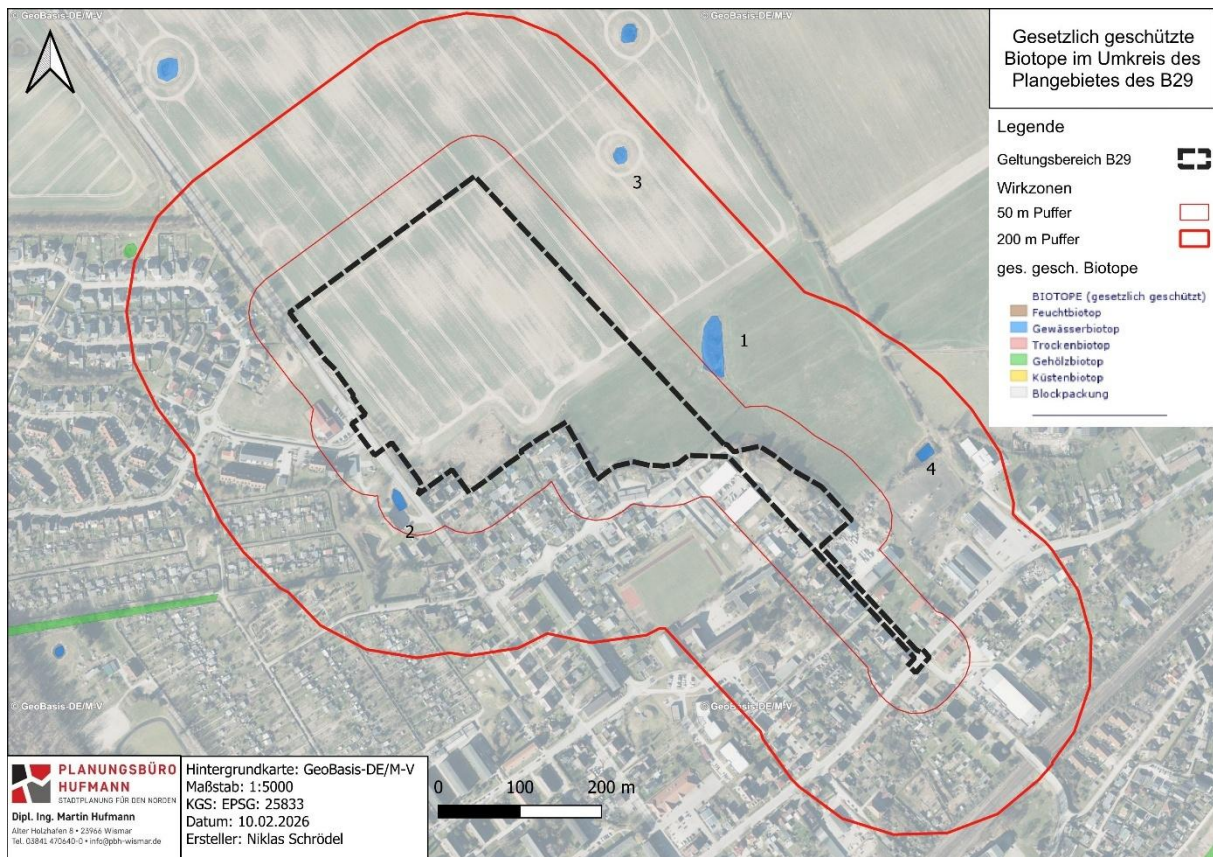 © GeoBasis-DE/M-V
© GeoBasis-DE/M-V
Gesetzlich geschützte
Biotope im Umkreis des
Plangebietes des B29
Legende
Geltungsbereich B29
Wirkzonen
50 m Puffer
200 m Puffer
ges. gesch. Biotope
BIOTOPE (gesetzlich geschützt)
Feuchtbiotop
Gewässerbiotop
Trockenbiotop
Gehölzbiotop
Küstenbiotop
Blockpackung
3
1
4
2
© GeoBasis-DE/M-V
© GeoBasis-DE/M-V
PLANUNGSBÜRO
HUFMANN
STADTPLANUNG FÜR DEN NORDEN
Dipl. Ing. Martin Hufmann
Alter Holzhafen 8 • 23966 Wismar
Tel. 03841 470640-0 • info@pbh-wismar.de
Hintergrundkarte: GeoBasis-DE/M-V
Maßstab: 1:5000
KGS: EPSG: 25833
Datum: 10.02.2026
Ersteller: Niklas Schrödel
0 100 200 m